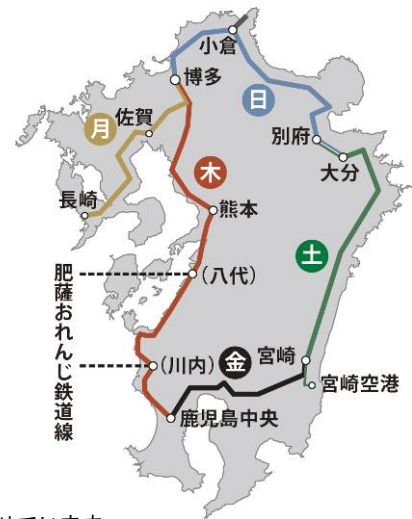 小倉
博多
日
佐賀
月
別府
大分
木
長崎
熊本
土
(八代)
肥薩おれんじ鉄道線
(川内)
金
宮崎
宮崎空港
鹿児島中央